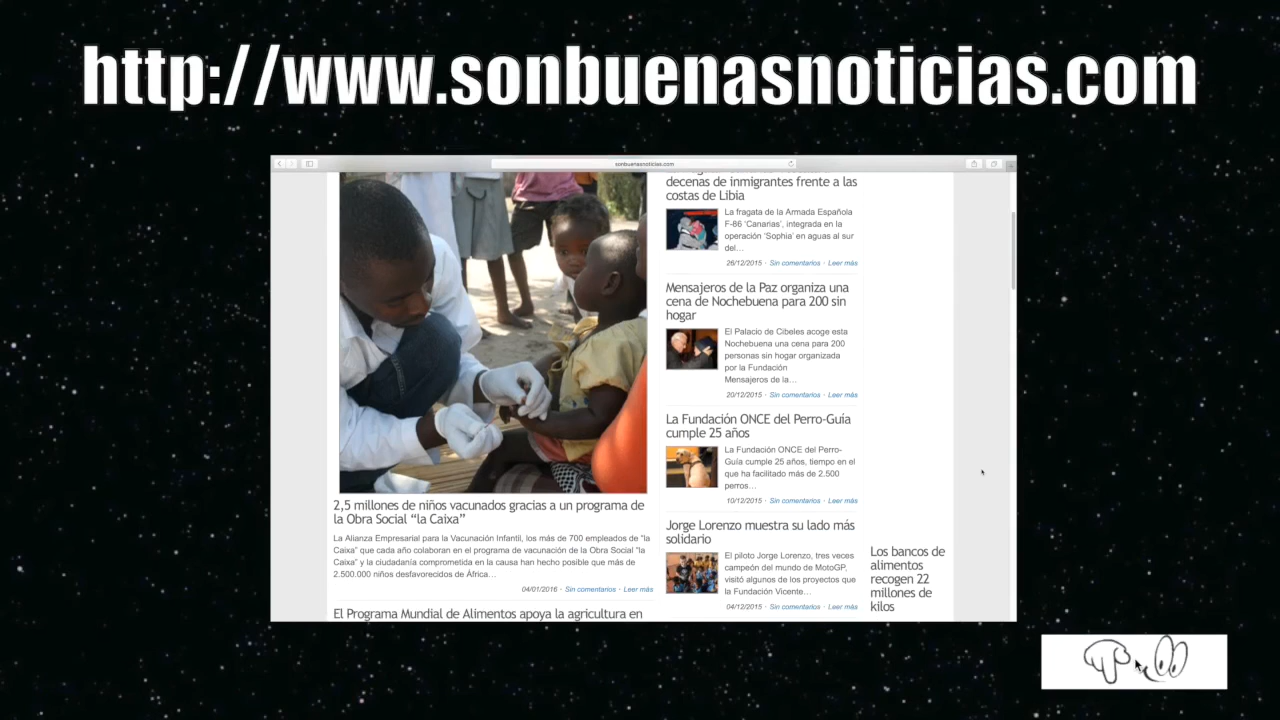 http://www.sonbuenasnoticias.com
sonbuenasnoticias.com
decenas de inmigrantes frente a las
costas de Libia
La fragata de la Armada Española
F-86 ‘Canarias’, integrada en la
operación ‘Sophia’ en aguas al sur
del…
26/12/2015 · Sin comentarios · Leer más
Mensajeros de la Paz organiza una
cena de Nochebuena para 200 sin
hogar
El Palacio de Cibeles acoge esta
Nochebuena una cena para 200
personas sin hogar organizada
por la Fundación
Mensajeros de la…
20/12/2015 · Sin comentarios · Leer más
La Fundación ONCE del Perro-Guía
cumple 25 años
La Fundación ONCE del Perro-
Guía cumple 25 años, tiempo en el
que ha facilitado más de 2.500
perros…
10/12/2015 · Sin comentarios · Leer más
Jorge Lorenzo muestra su lado más
solidario
El piloto Jorge Lorenzo, tres veces
campeón del mundo de MotoGP,
visitó algunos de los proyectos que
la Fundación Vicente…
04/12/2015 · Sin comentarios · Leer más
2,5 millones de niños vacunados gracias a un programa de
la Obra Social “la Caixa”
La Alianza Empresarial para la Vacunación Infantil, los más de 700 empleados de “la
Caixa” que cada año colaboran en el programa de vacunación de la Obra Social “la
Caixa” y la ciudadanía comprometida en la causa han hecho posible que más de
2.500.000 niños desfavorecidos de África…
04/01/2016 · Sin comentarios · Leer más
El Programa Mundial de Alimentos apoya la agricultura en
Los bancos de
alimentos
recogen 22
millones de
kilos